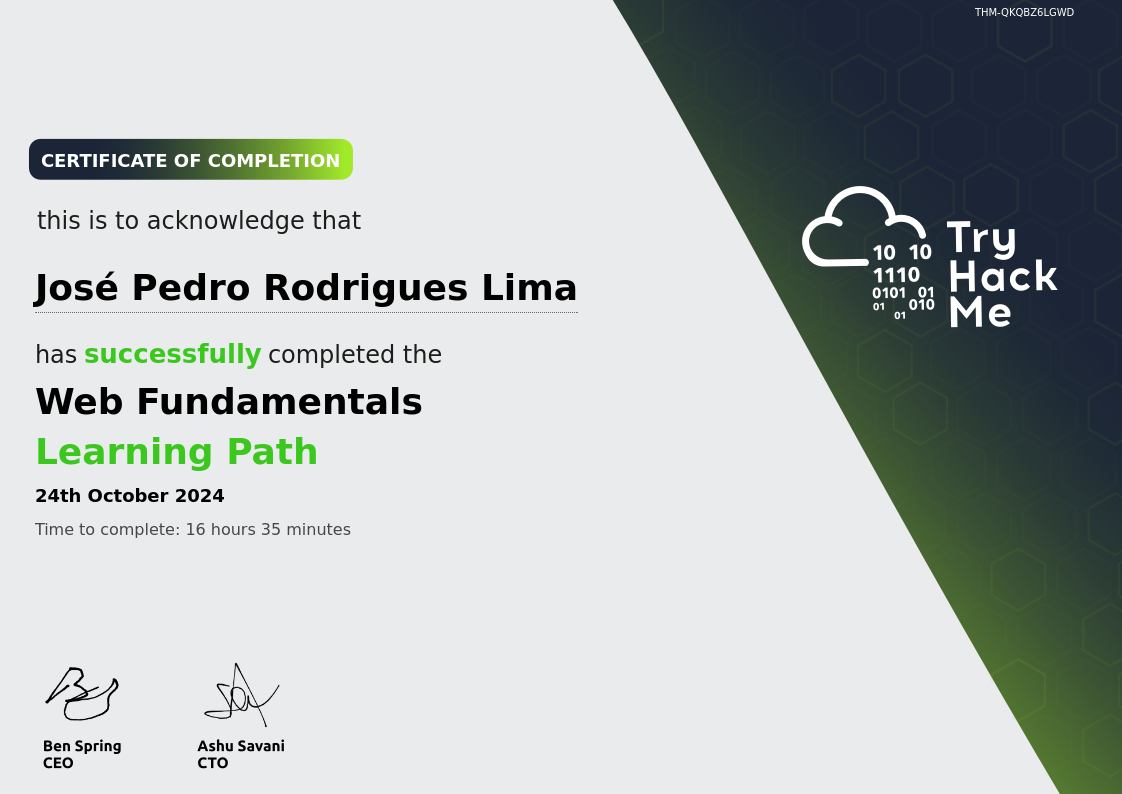 THM-QKQBZ6LGWD
CERTIFICATE OF COMPLETION
this is to acknowledge that
José Pedro Rodrigues Lima
has successfully completed the
Web Fundamentals
Learning Path
24th October 2024
Time to complete: 16 hours 35 minutes
10 10
1110
0101 01
01 010
01
Try
Hack
Me
Ben Spring
CEO
Ashu Savani
CTO